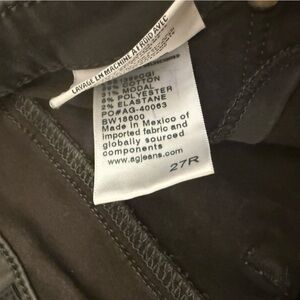 LAVAGE EN MACHINE À FROID AVEC
COTTON
31% MODAL
8% POLYESTER
2% ELASTANE
PO#AG-40063
BW18600
Made in Mexico of
imported fabric and
globally sourced
components
www.agjeans.com
27R